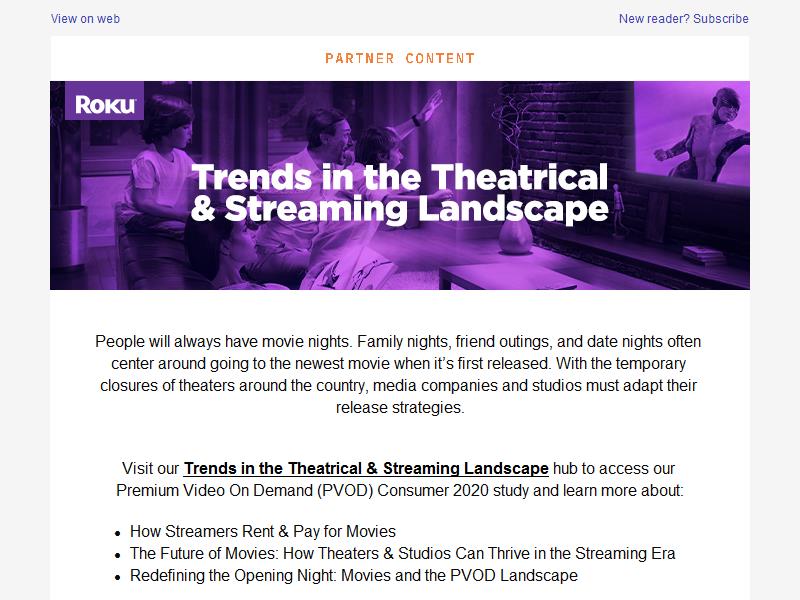 View on web
New reader? Subscribe
PARTNER CONTENT
ROKU
Trends in the Theatrical
& Streaming Landscape
People will always have movie nights. Family nights, friend outings, and date nights often
center around going to the newest movie when it’s first released. With the temporary
closures of theaters around the country, media companies and studios must adapt their
release strategies.
Visit our Trends in the Theatrical & Streaming Landscape hub to access our
Premium Video On Demand (PVOD) Consumer 2020 study and learn more about:
• How Streamers Rent & Pay for Movies
• The Future of Movies: How Theaters & Studios Can Thrive in the Streaming Era
• Redefining the Opening Night: Movies and the PVOD Landscape